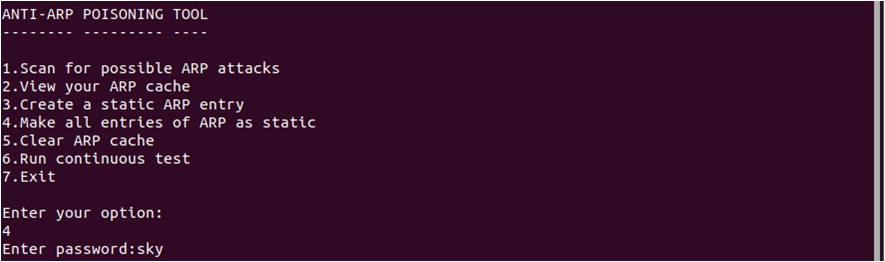 ANTI-ARP POISONING TOOL
-------- --------- ----
1.Scan for possible ARP attacks
2.View your ARP cache
3.Create a static ARP entry
4.Make all entries of ARP as static
5.Clear ARP cache
6.Run continuous test
7.Exit
Enter your option:
4
Enter password:sky